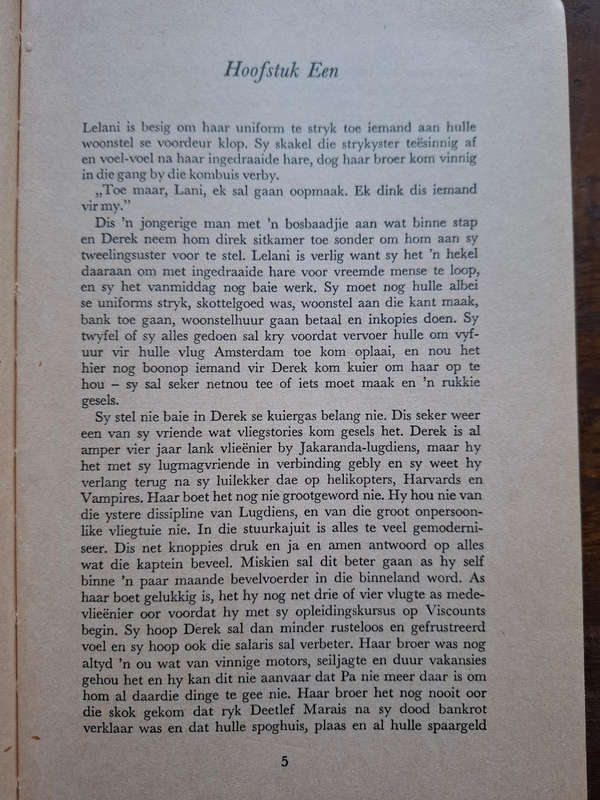 Hoofstuk Een
Lelani is besig om haar uniform te stryk toe iemand aan hulle
woonstel se voordeur klop. Sy skakel die strykyster teësinnig af
en voel-voel na haar ingedraaide hare, dog haar broer kom vinnig
in die gang by die kombuis verby.
„Toe maar, Lani, ek sal gaan oopmaak. Ek dink dis iemand
vir my.”
Dis ’n jongerige man met ’n bosbaadjie aan wat binne stap
en Derek neem hom direk sitkamer toe sonder om hom aan sy
tweelingsuster voor te stel. Lelani is verlig want sy het ’n hekel
daaraan om met ingedraaide hare voor vreemde mense te loop,
en sy het vanmiddag nog baie werk. Sy moet nog hulle albei
se uniforms stryk, skottelgoed was, woonstel aan die kant maak,
bank toe gaan, woonstelhuur gaan betaal en inkopies doen. Sy
twyfel of sy alles gedoen sal kry voordat vervoer hulle om vyf-
uur vir hulle vlug Amsterdam toe kom oplaai, en nou het
hier nog boonop iemand vir Derek kom kuier om haar op te
hou – sy sal seker netnou tee of iets moet maak en ’n rukkie
gesels.
Sy stel nie baie in Derek se kuiergas belang nie. Dis seker weer
een van sy vriende wat vliegstories kom gesels het. Derek is al
amper vier jaar lank vlieënier by Jakaranda-lugdiens, maar hy
het met sy lugmagvriende in verbinding gebly en sy weet hy
verlang terug na sy luilekker dae op helikopters, Harvards en
Vampires. Haar boet het nog nie grootgeword nie. Hy hou nie van
die ystere dissipline van Lugdiens, en van die groot onpersoon-
like vliegtuie nie. In die stuurkajuit is alles te veel gemoderni-
seer. Dis net knoppies druk en ja en amen antwoord op alles
wat die kaptein beveel. Miskien sal dit beter gaan as hy self
binne ’n paar maande bevelvoerder in die binneland word. As
haar boet gelukkig is, het hy nog net drie of vier vlugte as mede-
vlieënier oor voordat hy met sy opleidingskursus op Viscounts
begin. Sy hoop Derek sal dan minder rusteloos en gefrustreerd
voel en sy hoop ook die salaris sal verbeter. Haar broer was nog
altyd ’n ou wat van vinnige motors, seiljagte en duur vakansies
gehou het en hy kan dit nie aanvaar dat Pa nie meer daar is om
hom al daardie dinge te gee nie. Haar broer het nog nooit oor
die skok gekom dat ryk Deetlef Marais na sy dood bankrot
verklaar was en dat hulle spoghuis, plaas en al hulle spaargeld
5